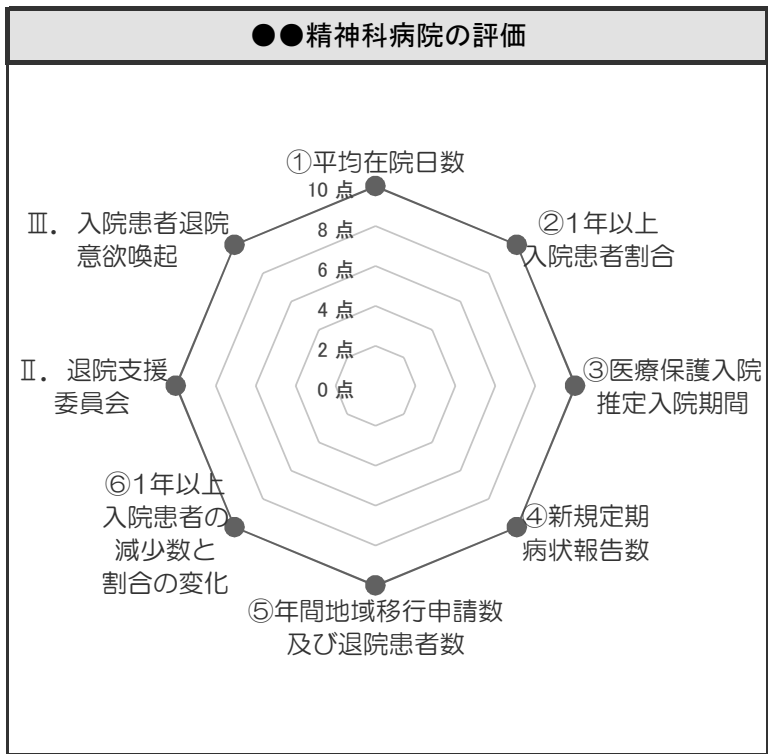 ●●精神科病院の評価
①平均在院日数
10 点
8 点
6 点
4 点
2 点
0 点
②1年以上
入院患者割合
③医療保護入院
推定入院期間
④新規定期
病状報告数
⑤年間地域移行申請数
及び退院患者数
⑥1年以上
入院患者の
減少数と
割合の変化
Ⅱ．退院支援
委員会
Ⅲ．入院患者退院
意欲喚起